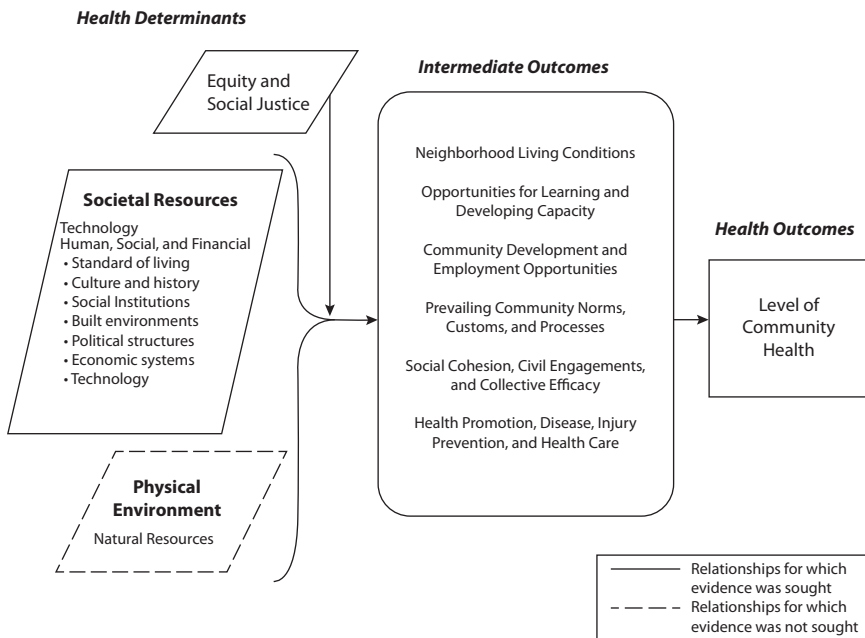 Health Determinants
Equity and
Social Justice
Societal Resources
Technology
Human, Social, and Financial
• Standard of living
• Culture and history
• Social Institutions
• Built environments
• Political structures
• Economic systems
• Technology
Physical
Environment
Natural Resources
Intermediate Outcomes
Neighborhood Living Conditions
Opportunities for Learning and
Developing Capacity
Community Development and
Employment Opportunities
Prevailing Community Norms,
Customs, and Processes
Social Cohesion, Civil Engagements,
and Collective Efficacy
Health Promotion, Disease, Injury
Prevention, and Health Care
Health Outcomes
Level of
Community
Health
Relationships for which
evidence was sought
Relationships for which
evidence was not sought